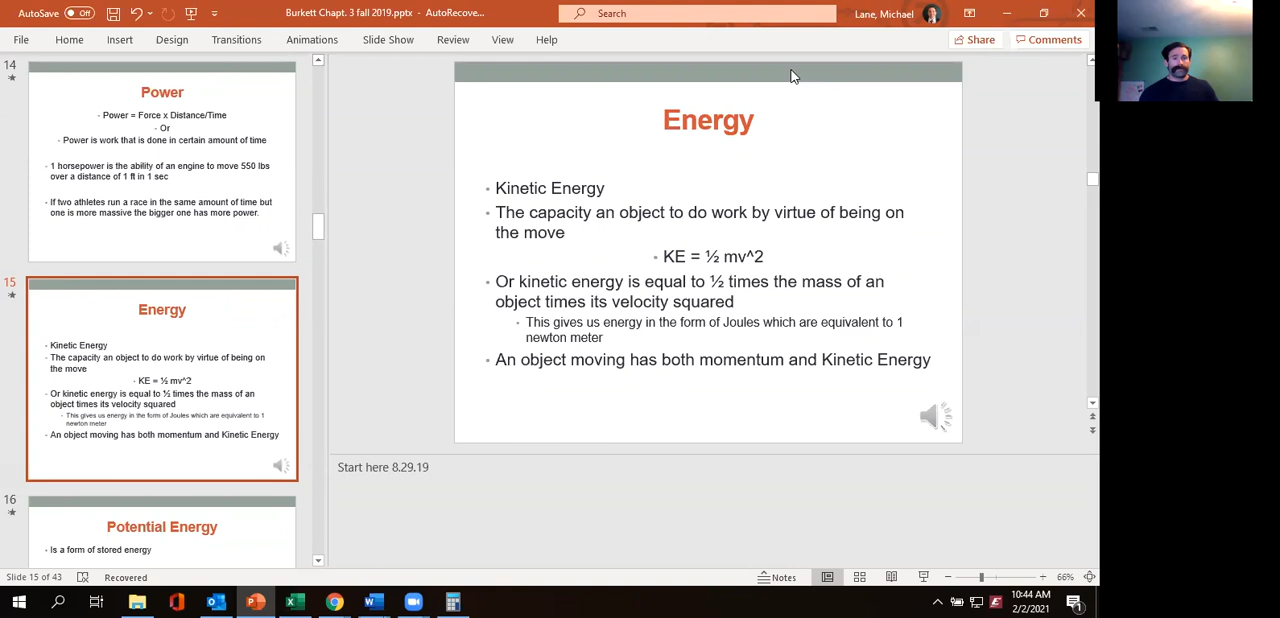 AutoSave
Off
Burkett Chapt. 3 fall 2019.pptx - AutoRecove...
Search
Lane, Michael
File Home Insert Design Transitions Animations Slide Show Review View Help
Share
Comments
14
Power
Power = Force x Distance/Time
Or
Power is work that is done in certain amount of time
1 horsepower is the ability of an engine to move 550 lbs
over a distance of 1 ft in 1 sec
If two athletes run a race in the same amount of time but
one is more massive the bigger one has more power.
15
Energy
Kinetic Energy
The capacity an object to do work by virtue of being on
the move
KE = ½ mv^2
Or kinetic energy is equal to ½ times the mass of an
object times its velocity squared
This gives us energy in the form of Joules which are equivalent to 1
newton meter
An object moving has both momentum and Kinetic Energy
16
Potential Energy
Is a form of stored energy
Energy
Kinetic Energy
The capacity an object to do work by virtue of being on
the move
KE = ½ mv^2
Or kinetic energy is equal to ½ times the mass of an
object times its velocity squared
This gives us energy in the form of Joules which are equivalent to 1
newton meter
An object moving has both momentum and Kinetic Energy
Start here 8.29.19
Slide 15 of 43
Recovered
Notes
66%
10:44 AM
2/2/2021